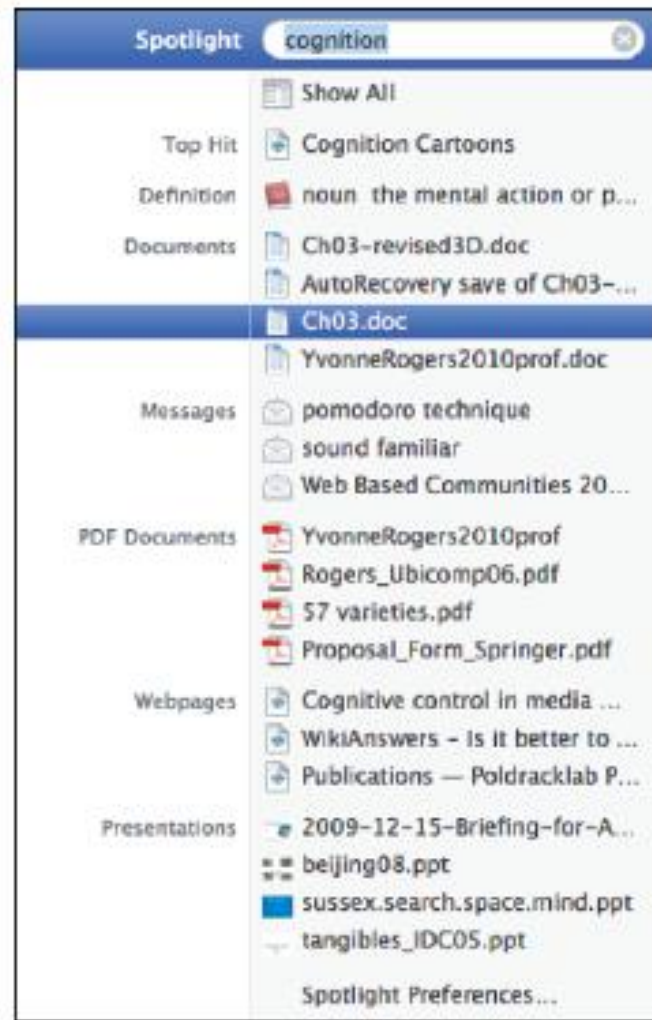 Spotlight cognition
Show All
Top Hit Cognition Cartoons
Definition noun the mental action or p...
Documents Ch03-revised3D.doc
AutoRecovery save of Ch03-...
Ch03.doc
YvonneRogers2010prof.doc
Messages pomodoro technique
sound familiar
Web Based Communities 20...
PDF Documents YvonneRogers2010prof
Rogers_Ubicomp06.pdf
57 varieties.pdf
Proposal_Form_Springer.pdf
Webpages Cognitive control in media ...
WikiAnswers - Is it better to ...
Publications — Poldracklab P...
Presentations 2009-12-15-Briefing-for-A...
beijing08.ppt
sussex.search.space.mind.ppt
tangibles_IDC05.ppt
Spotlight Preferences...